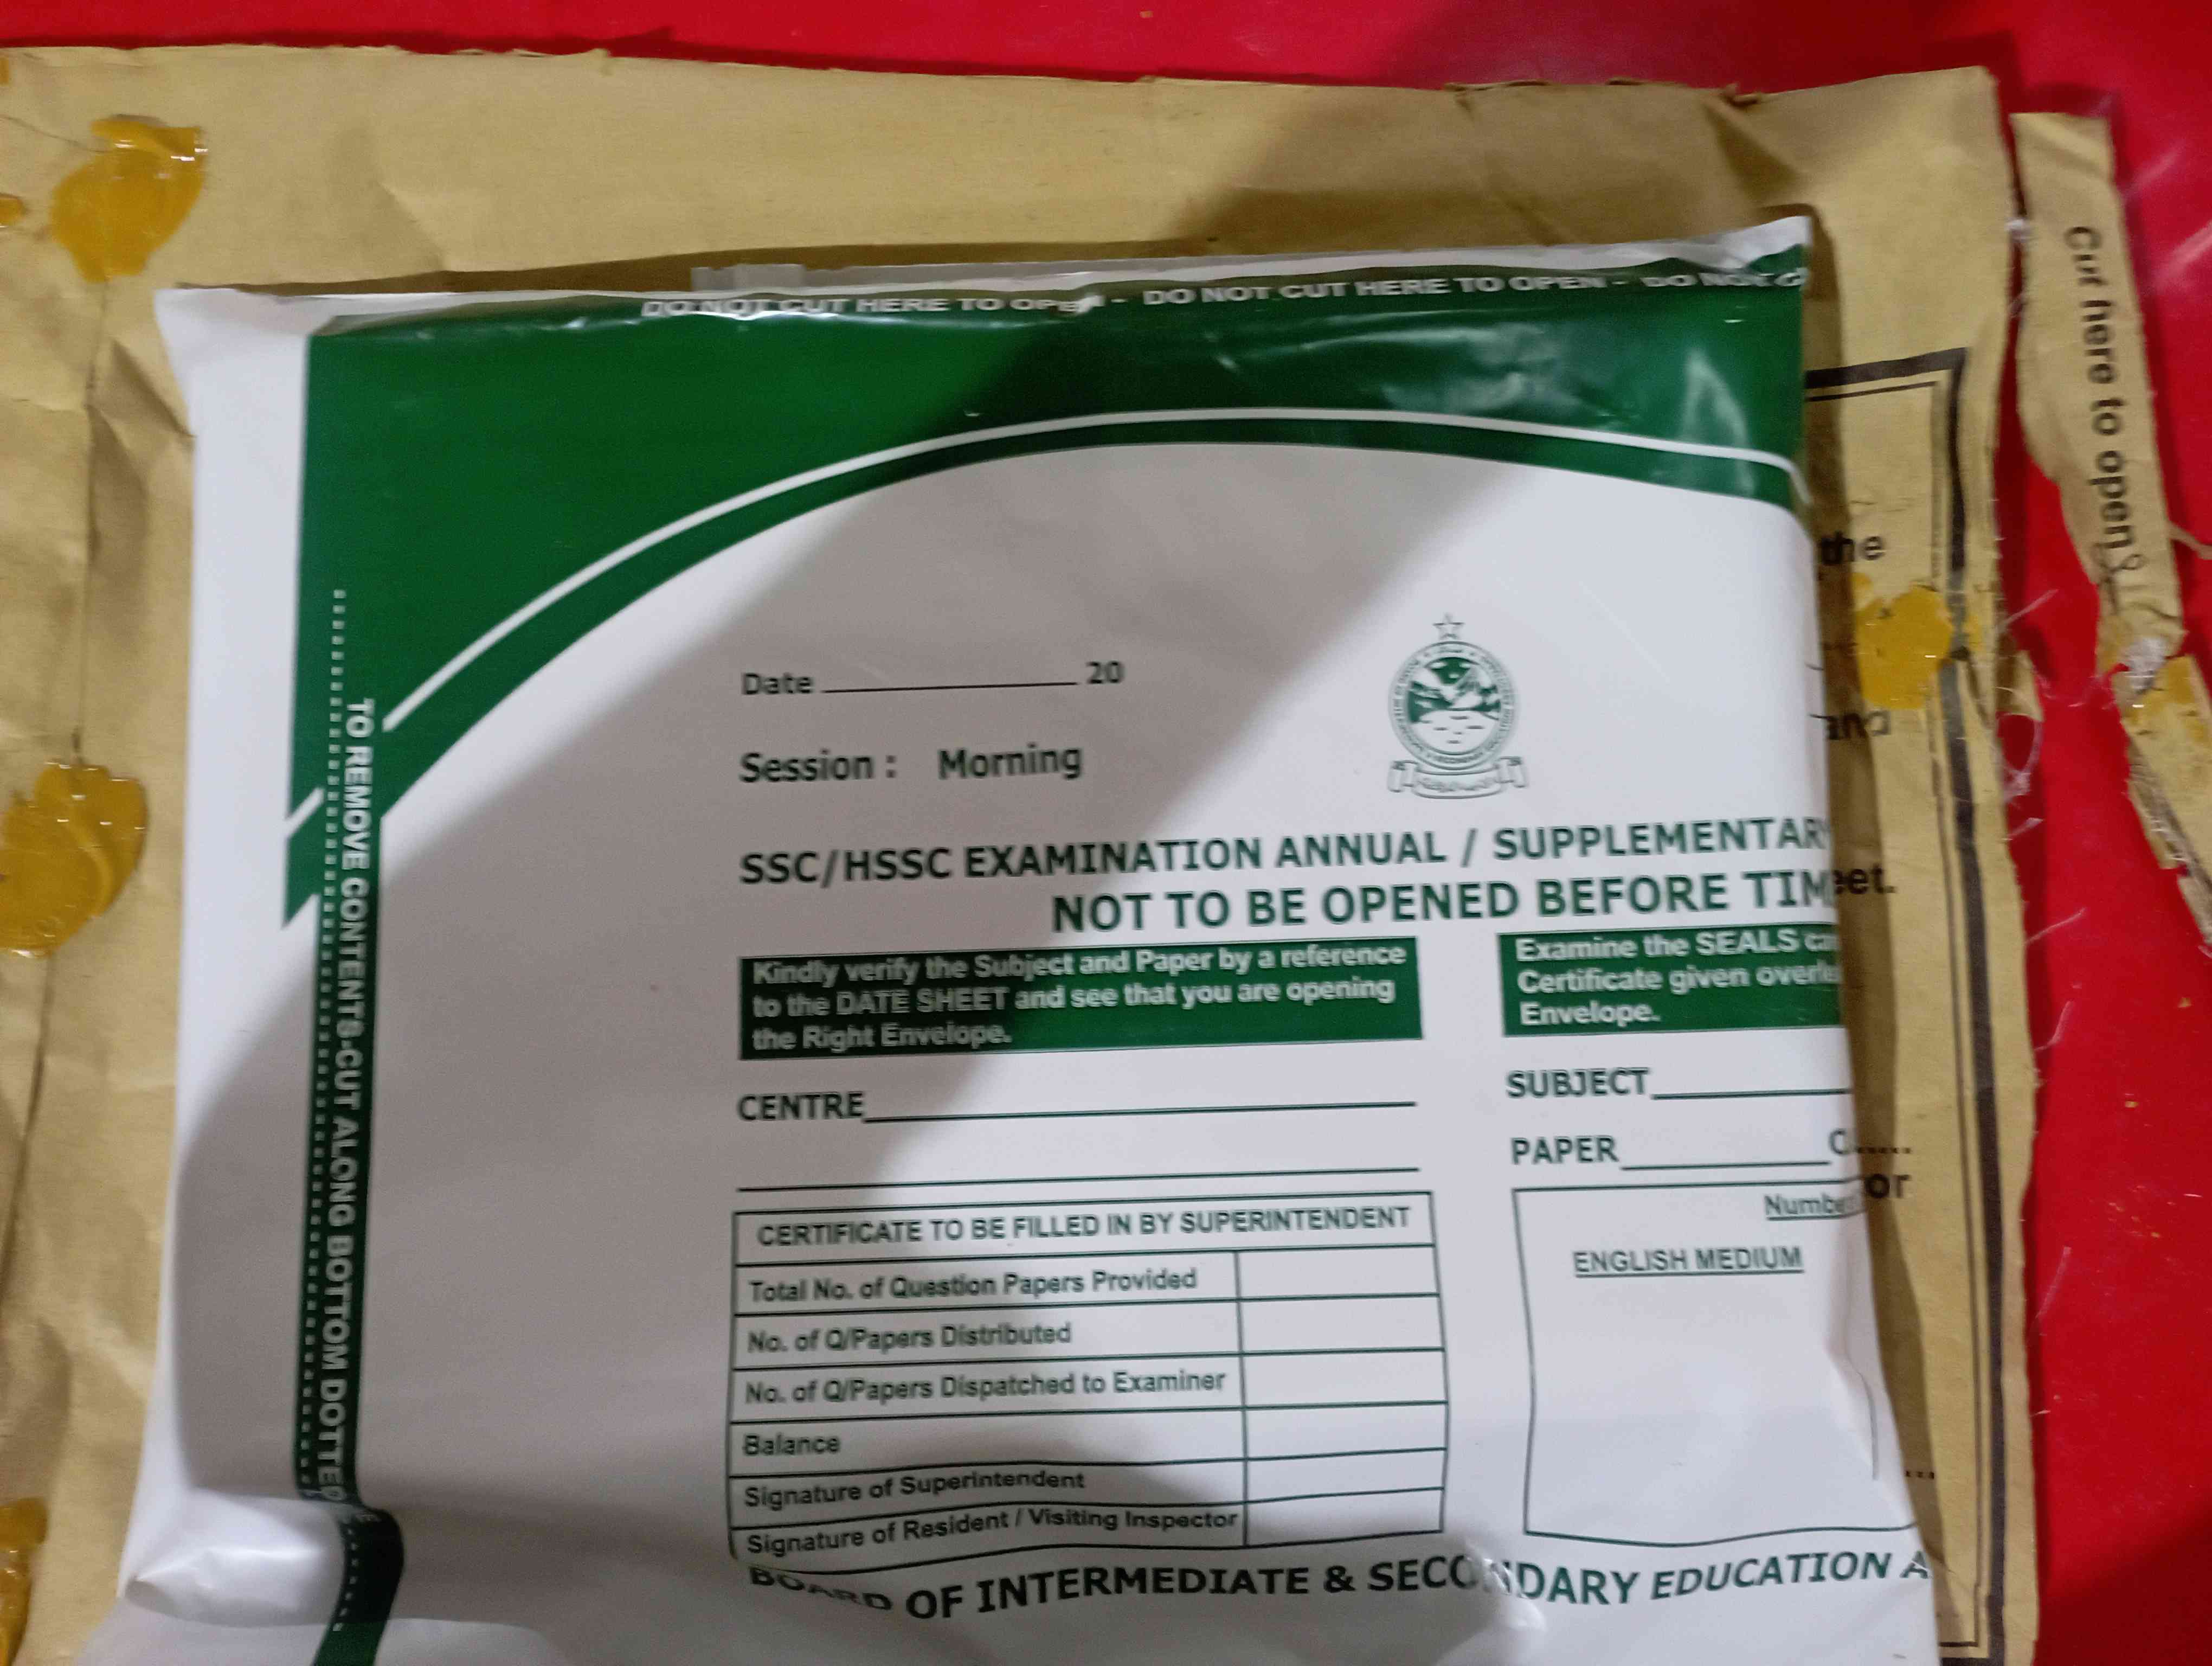 DO NOT CUT HERE TO OPEN - DO NOT CUT HERE TO OPEN - DO NOT
Cut here to open
TO REMOVE CONTENTS-CUT ALONG BOTTOM DOTTED
Date 20
Session : Morning
SSC/HSSC EXAMINATION ANNUAL / SUPPLEMENTARY
NOT TO BE OPENED BEFORE TIM
Kindly verify the Subject and Paper by a reference
to the DATE SHEET and see that you are opening
the Right Envelope.
Examine the SEALS
Certificate given
Envelope.
CENTRE
SUBJECT
PAPER
CERTIFICATE TO BE FILLED IN BY SUPERINTENDENT
Total No. of Question Papers Provided
No. of Q/Papers Distributed
No. of Q/Papers Dispatched to Examiner
Balance
Signature of Superintendent
Signature of Resident / Visiting Inspector
ENGLISH MEDIUM
BOARD OF INTERMEDIATE & SECONDARY EDUCATION A
the
and